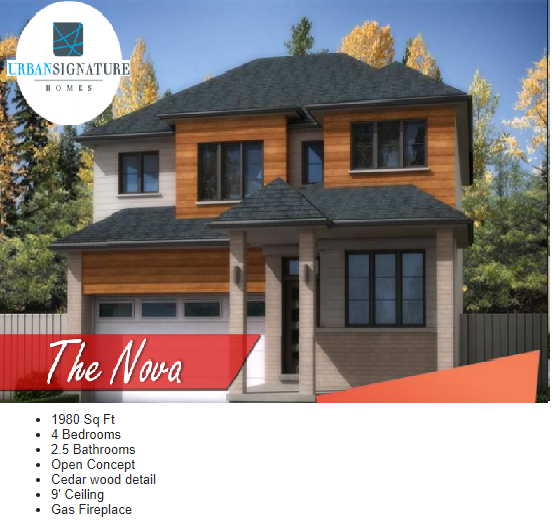 URBANSIGNATURE
HOMES
The Nova
1980 Sq Ft
4 Bedrooms
2.5 Bathrooms
Open Concept
Cedar wood detail
9' Ceiling
Gas Fireplace